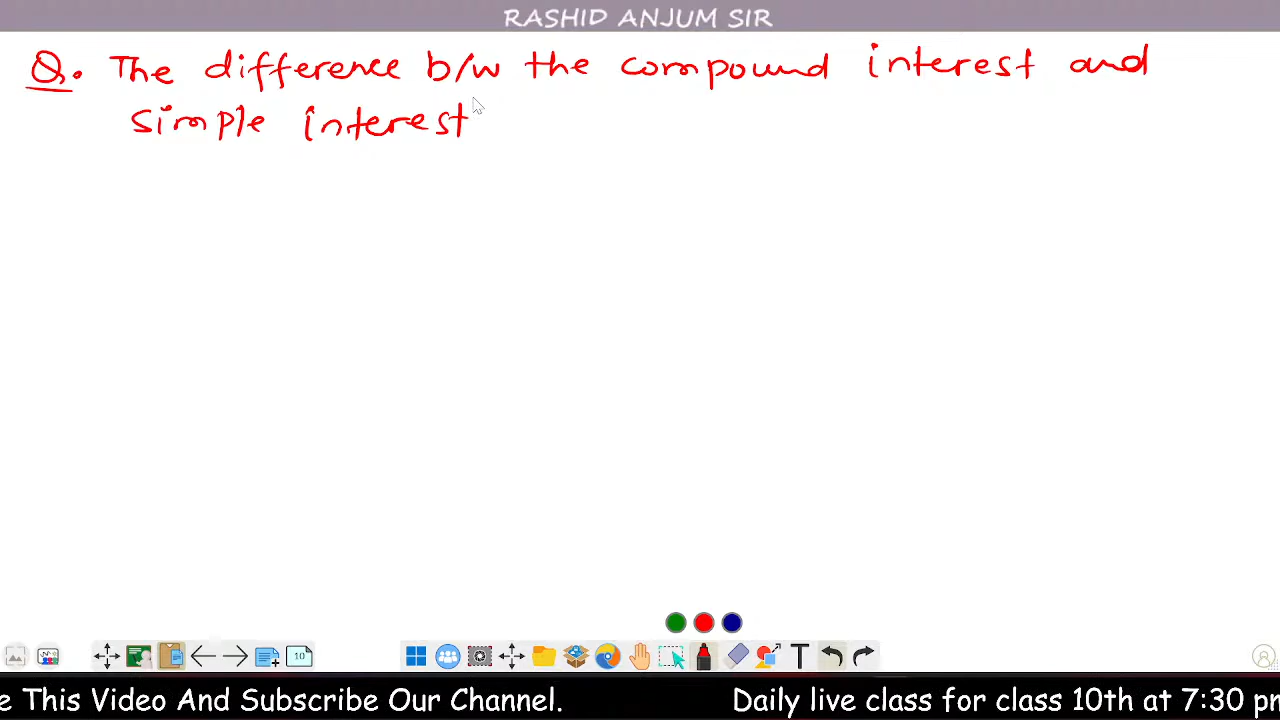 RASHID ANJUM SIR
Q. The difference b/w the compound interest and
simple interest
10
e This Video And Subscribe Our Channel. Daily live class for class 10th at 7:30 pm